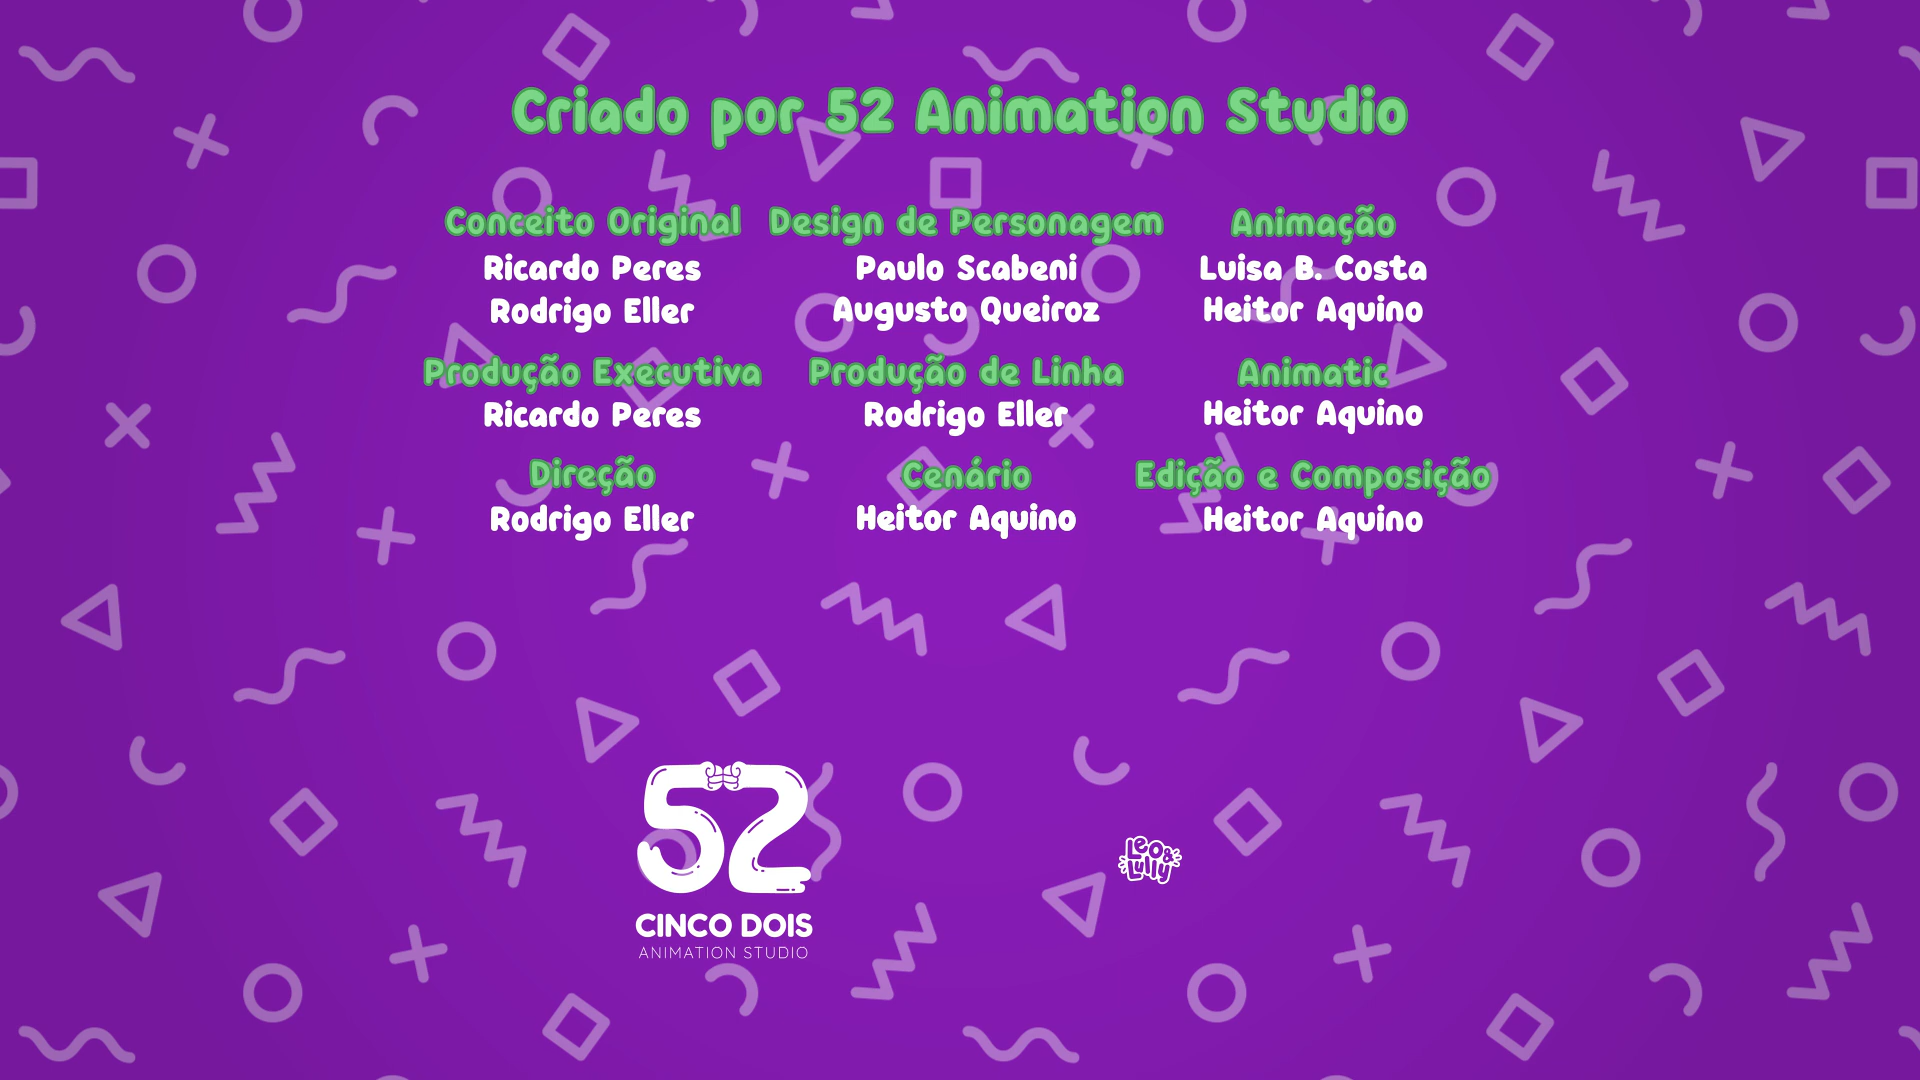 Criado por 52 Animation Studio
Conceito Original
Ricardo Peres
Rodrigo Eller
Design de Personagem
Paulo Scabeni
Augusto Queiroz
Animação
Luisa B. Costa
Heitor Aquino
Produção Executiva
Ricardo Peres
Produção de Linha
Rodrigo Eller
Animatic
Heitor Aquino
Direção
Rodrigo Eller
Cenário
Heitor Aquino
Edição e Composição
Heitor Aquino
52
CINCO DOIS
ANIMATION STUDIO
Leo &
Lully